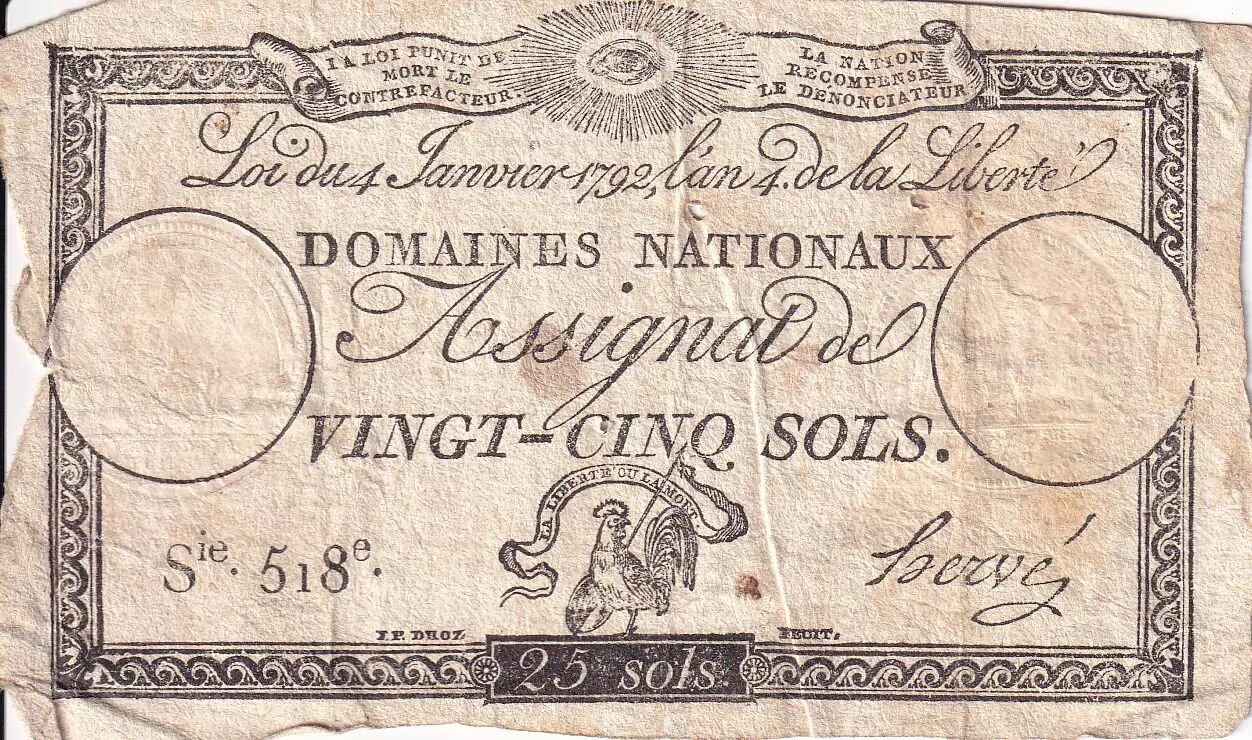 LA LOI PUNIT DE
MORT LE
CONTREFACTEUR.
LA NATION
RECOMPENSE
LE DENONCIATEUR
Loi du 4 Janvier 1792, l'an 4. de la Liberté
DOMAINES NATIONAUX
Assignat de
VINGT-CINQ SOLS.
LA LIBERTÉ OU LA MORT
Sie. 518e.
hervé
J.P. DROZ
FECIT.
25 sols